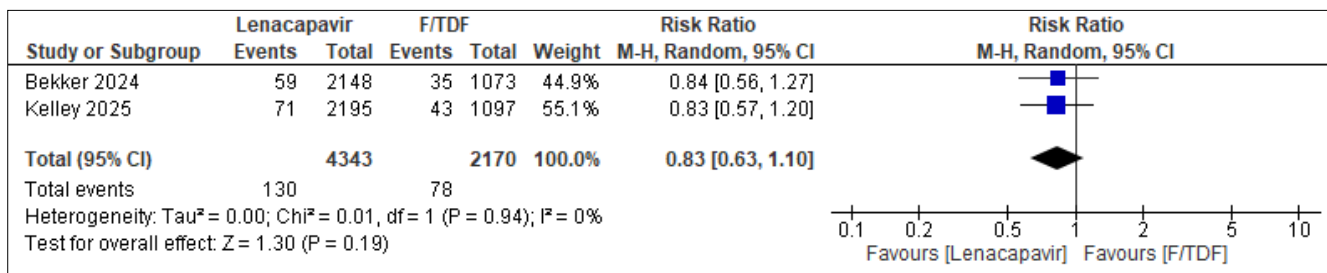 Lenacapavir F/TDF Risk Ratio Risk Ratio
Study or Subgroup Events Total Events Total Weight M-H, Random, 95% CI M-H, Random, 95% CI
Bekker 2024 59 2148 35 1073 44.9% 0.84 [0.56, 1.27]
Kelley 2025 71 2195 43 1097 55.1% 0.83 [0.57, 1.20]
Total (95% CI) 4343 2170 100.0% 0.83 [0.63, 1.10]
Total events 130 78
Heterogeneity: Tau² = 0.00; Chi² = 0.01, df = 1 (P = 0.94); I² = 0%
Test for overall effect: Z = 1.30 (P = 0.19)
0.1 0.2 0.5 1 2 5 10
Favours [Lenacapavir] Favours [F/TDF]